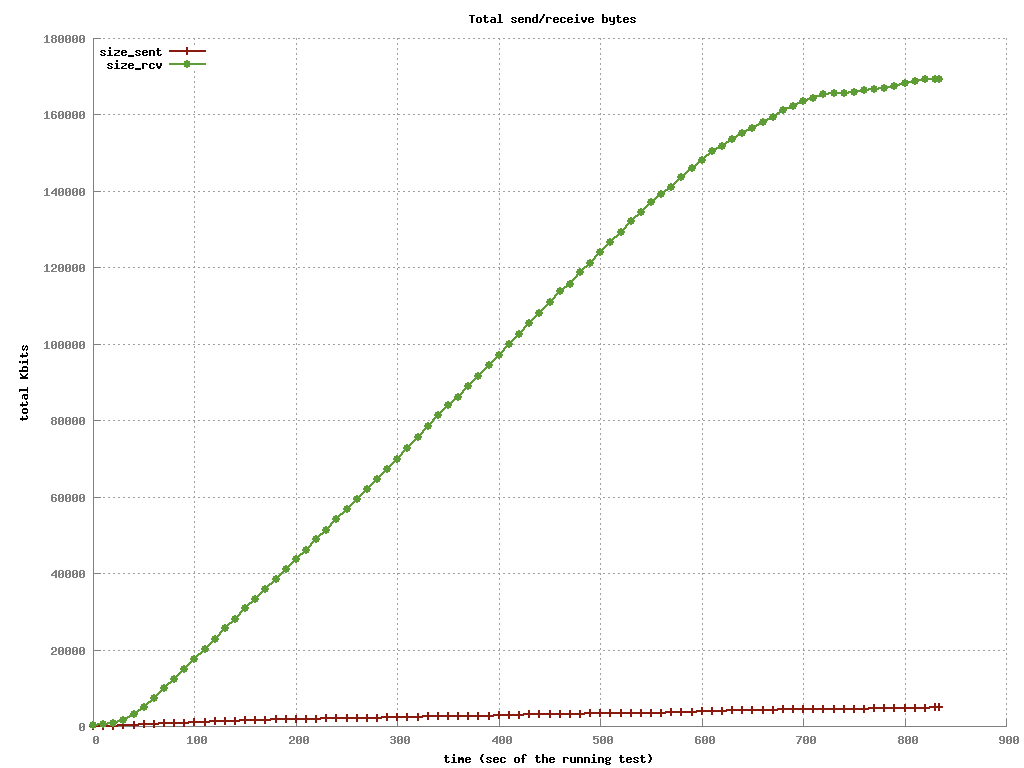 Total send/receive bytes
180000
160000
140000
120000
100000
80000
60000
40000
20000
0
size_sent
size_rcv
total Kbits
0 100 200 300 400 500 600 700 800 900
time (sec of the running test)